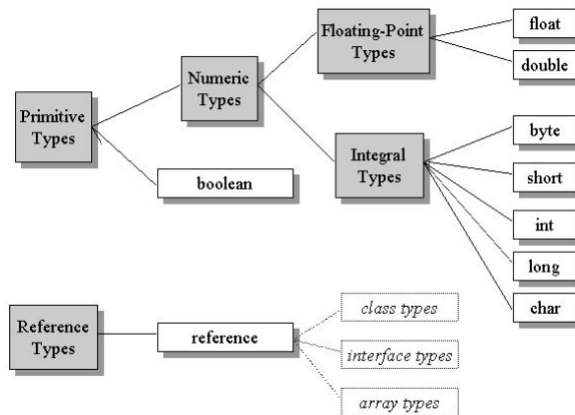 Primitive
Types
Numeric
Types
boolean
Floating-Point
Types
Integral
Types
float
double
byte
short
int
long
char
Reference
Types
reference
class types
interface types
array types